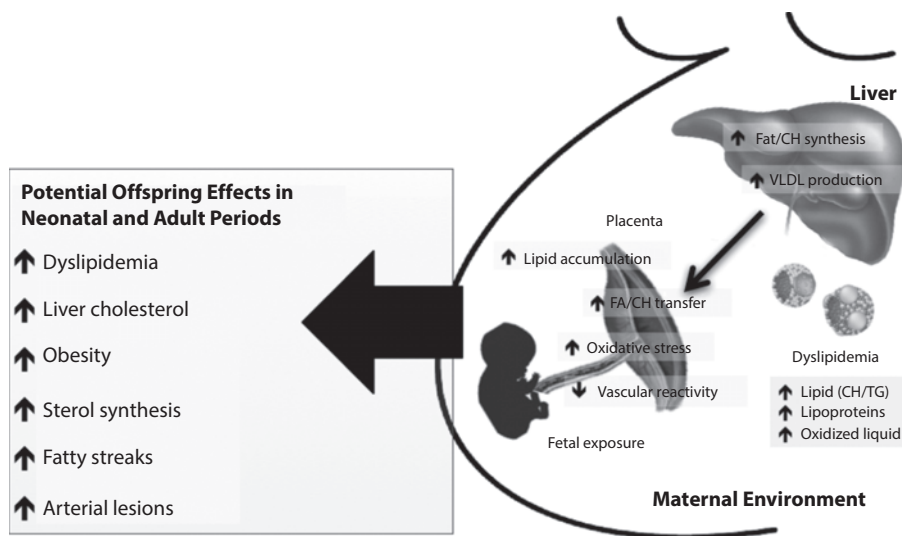 Potential Offspring Effects in
Neonatal and Adult Periods
Dyslipidemia
Liver cholesterol
Obesity
Sterol synthesis
Fatty streaks
Arterial lesions
Liver
Fat/CH synthesis
VLDL production
Placenta
Lipid accumulation
FA/CH transfer
Oxidative stress
Vascular reactivity
Fetal exposure
Dyslipidemia
Lipid (CH/TG)
Lipoproteins
Oxidized liquid
Maternal Environment